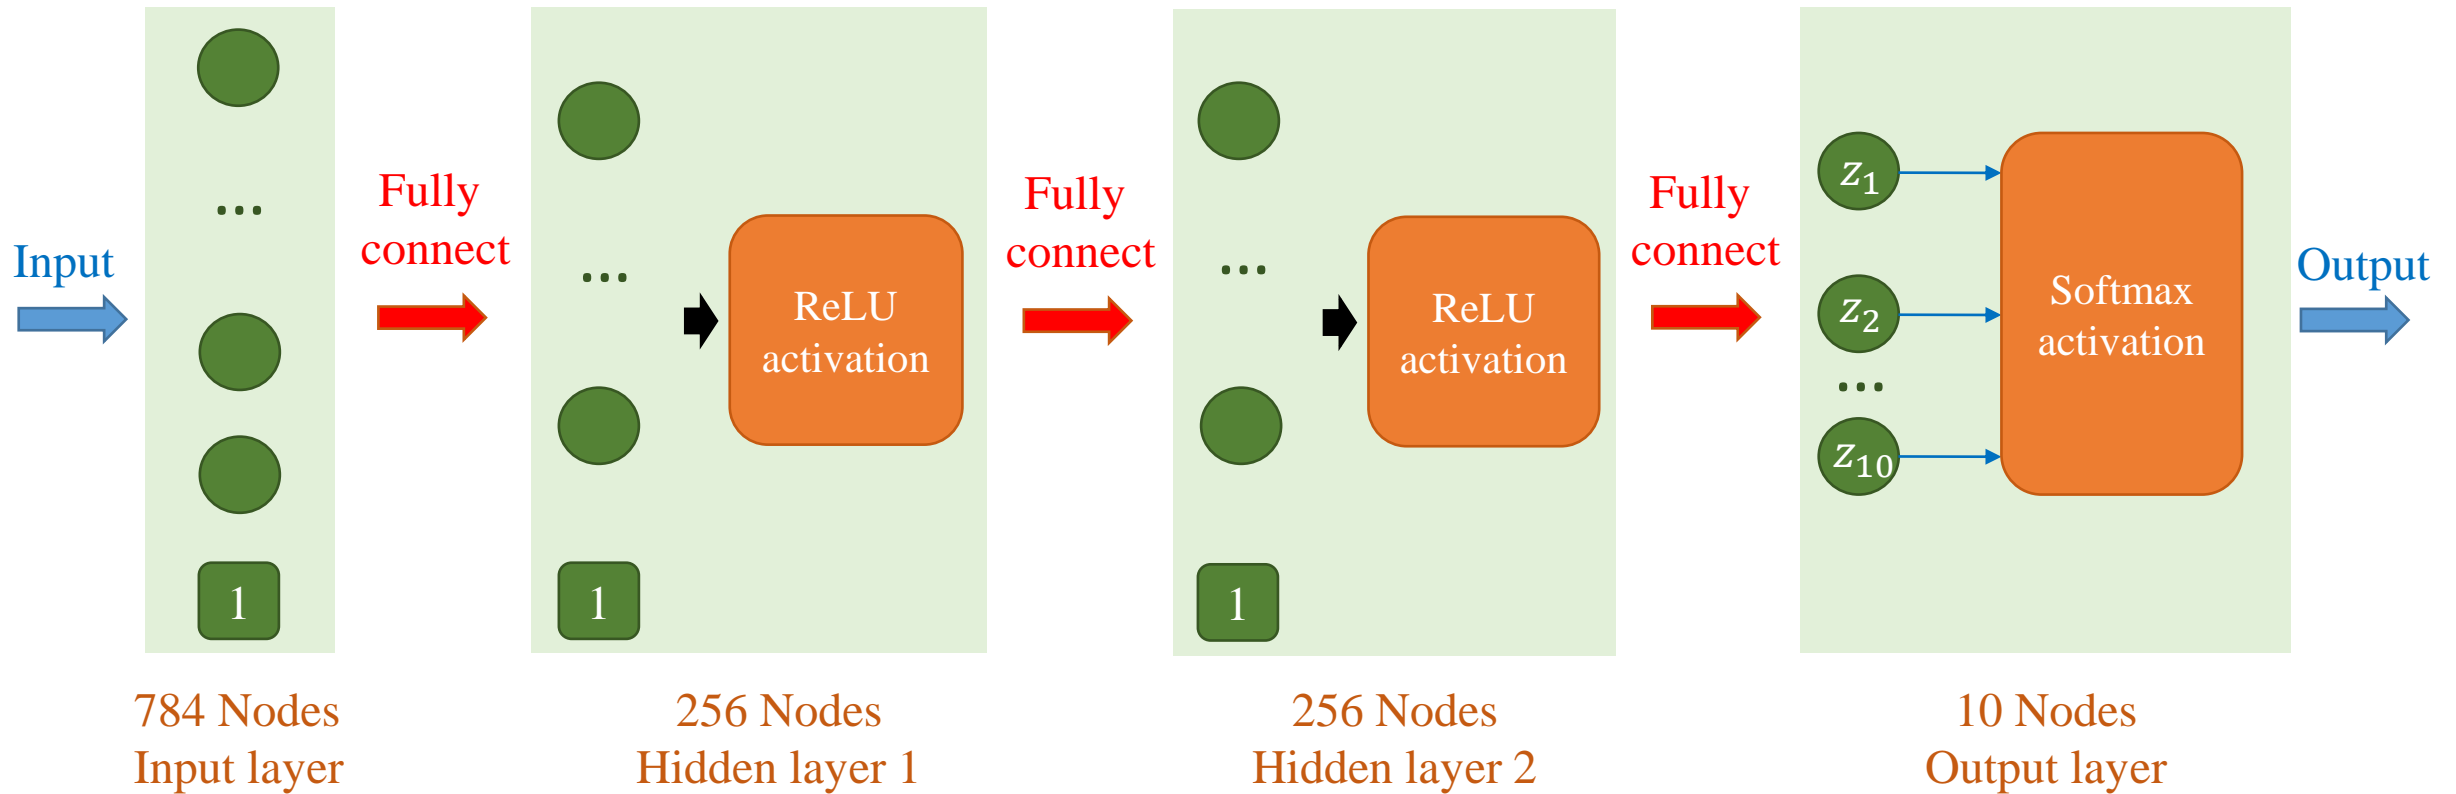 Input
1
784 Nodes
Input layer
Fully
connect
...
1
ReLU
activation
256 Nodes
Hidden layer 1
Fully
connect
...
1
ReLU
activation
256 Nodes
Hidden layer 2
Fully
connect
z₁
z₂
...
z₁₀
Softmax
activation
10 Nodes
Output layer
Output